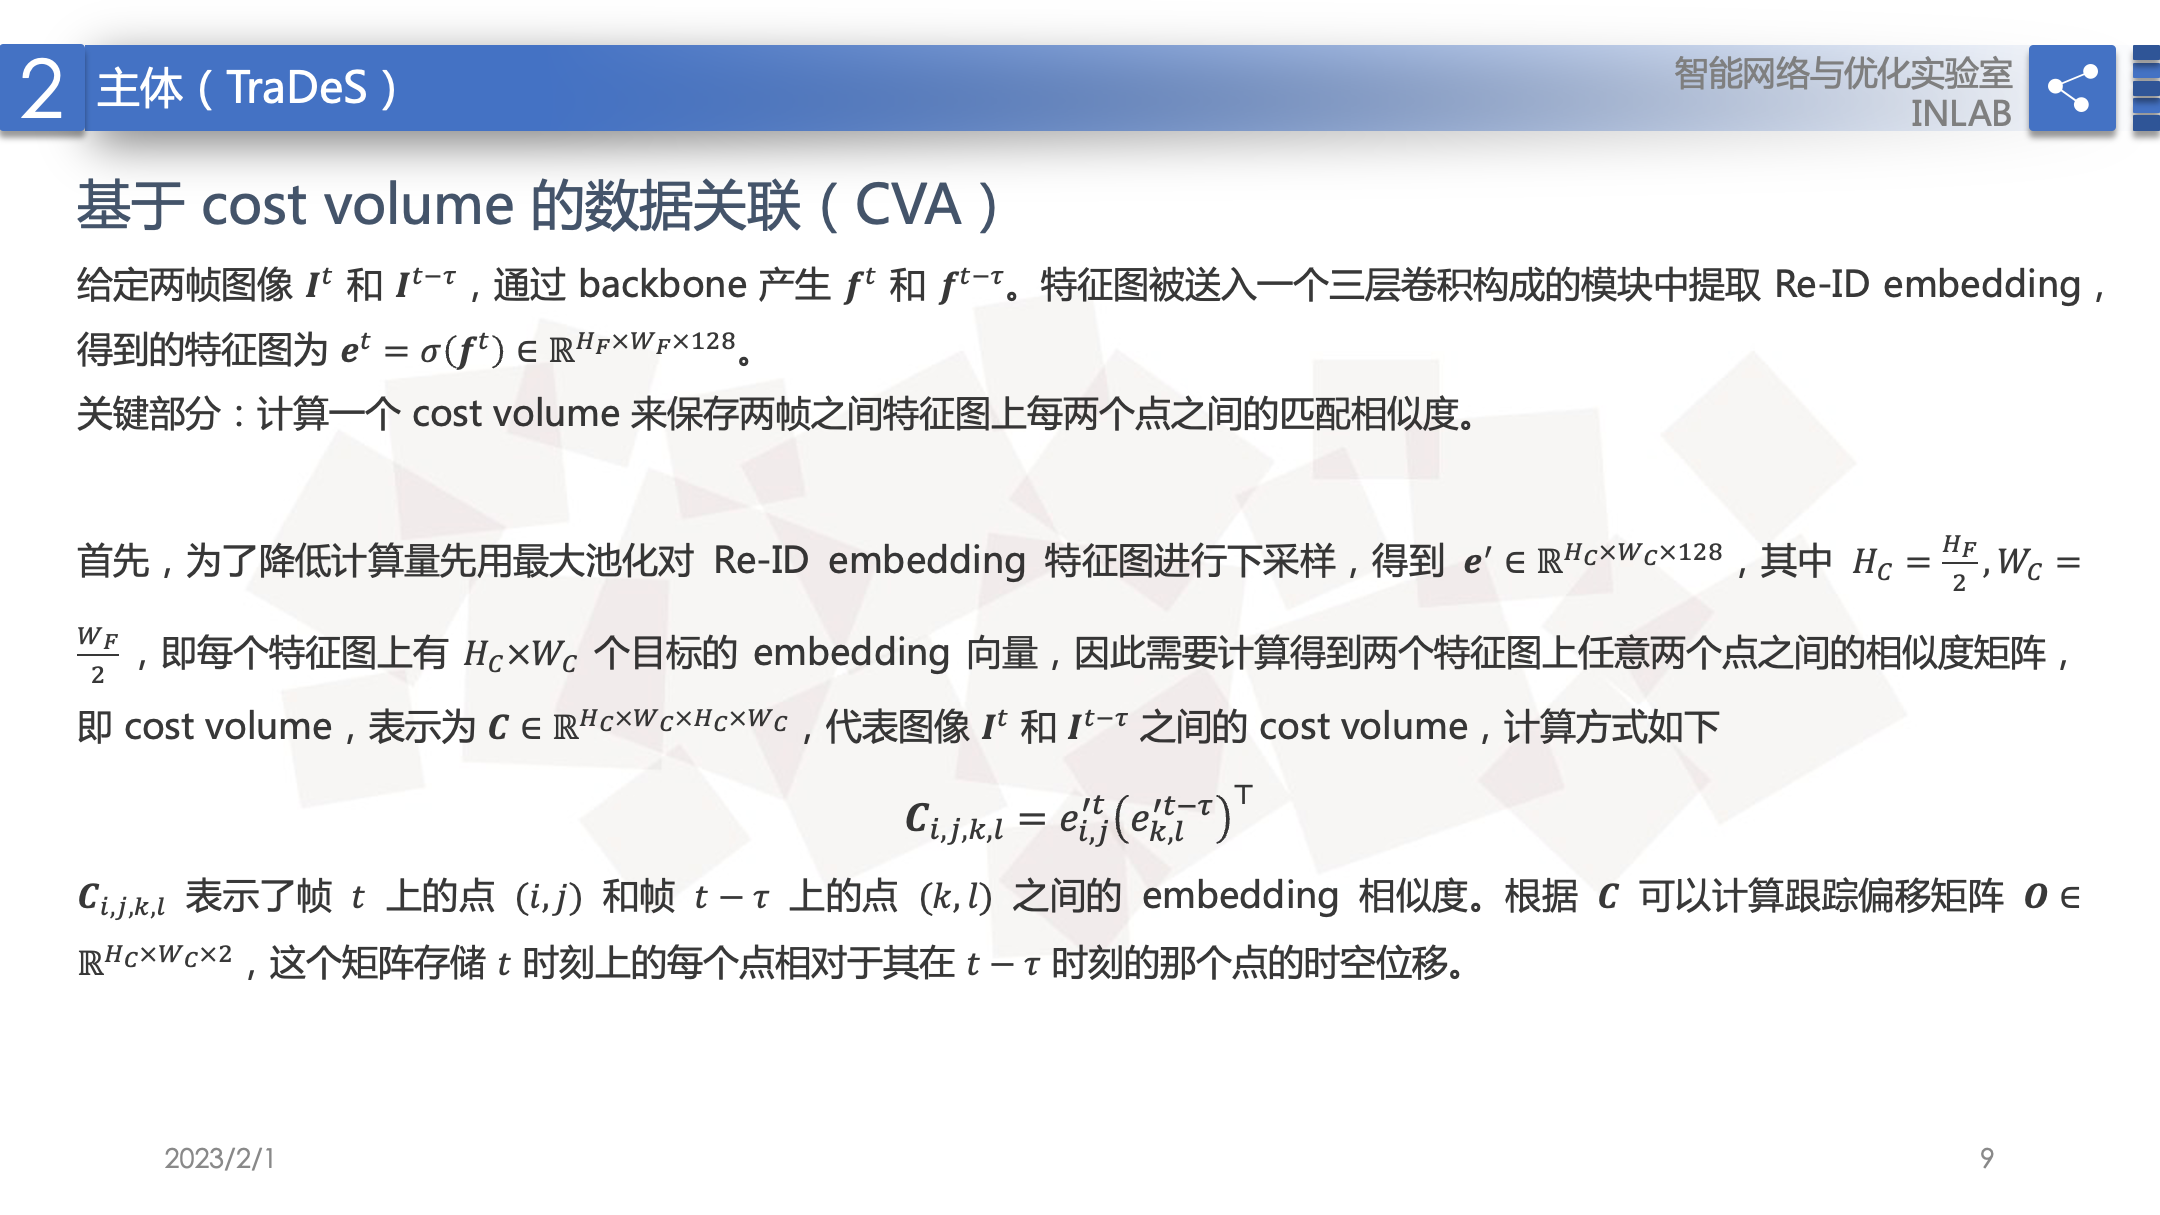 2
主体（TraDeS）
智能网络与优化实验室
INLAB
基于 cost volume 的数据关联（CVA）
给定两帧图像 $I^{t}$ 和 $I^{t-\tau}$，通过 backbone 产生 $f^{t}$ 和 $f^{t-\tau}$。特征图被送入一个三层卷积构成的模块中提取 Re-ID embedding，
得到的特征图为 $e^{t} = \sigma(f^{t}) \in \mathbb{R}^{H_F \times W_F \times 128}$。
关键部分：计算一个 cost volume 来保存两帧之间特征图上每两个点之间的匹配相似度。
首先，为了降低计算量先用最大池化对 Re-ID embedding 特征图进行下采样，得到 $e' \in \mathbb{R}^{H_C \times W_C \times 128}$，其中 $H_C = \frac{H_F}{2}, W_C =$
$\frac{W_F}{2}$，即每个特征图上有 $H_C \times W_C$ 个目标的 embedding 向量，因此需要计算得到两个特征图上任意两个点之间的相似度矩阵，
即 cost volume，表示为 $C \in \mathbb{R}^{H_C \times W_C \times H_C \times W_C}$，代表图像 $I^{t}$ 和 $I^{t-\tau}$ 之间的 cost volume，计算方式如下
$C_{i,j,k,l} = e'^{t}_{i,j} \left( e'^{t-\tau}_{k,l} \right)^{\top}$
$C_{i,j,k,l}$ 表示了帧 $t$ 上的点 $(i,j)$ 和帧 $t-\tau$ 上的点 $(k,l)$ 之间的 embedding 相似度。根据 $C$ 可以计算跟踪偏移矩阵 $O \in$
$\mathbb{R}^{H_C \times W_C \times 2}$，这个矩阵存储 $t$ 时刻上的每个点相对于其在 $t-\tau$ 时刻的那个点的时空位移。
2023/2/1
9